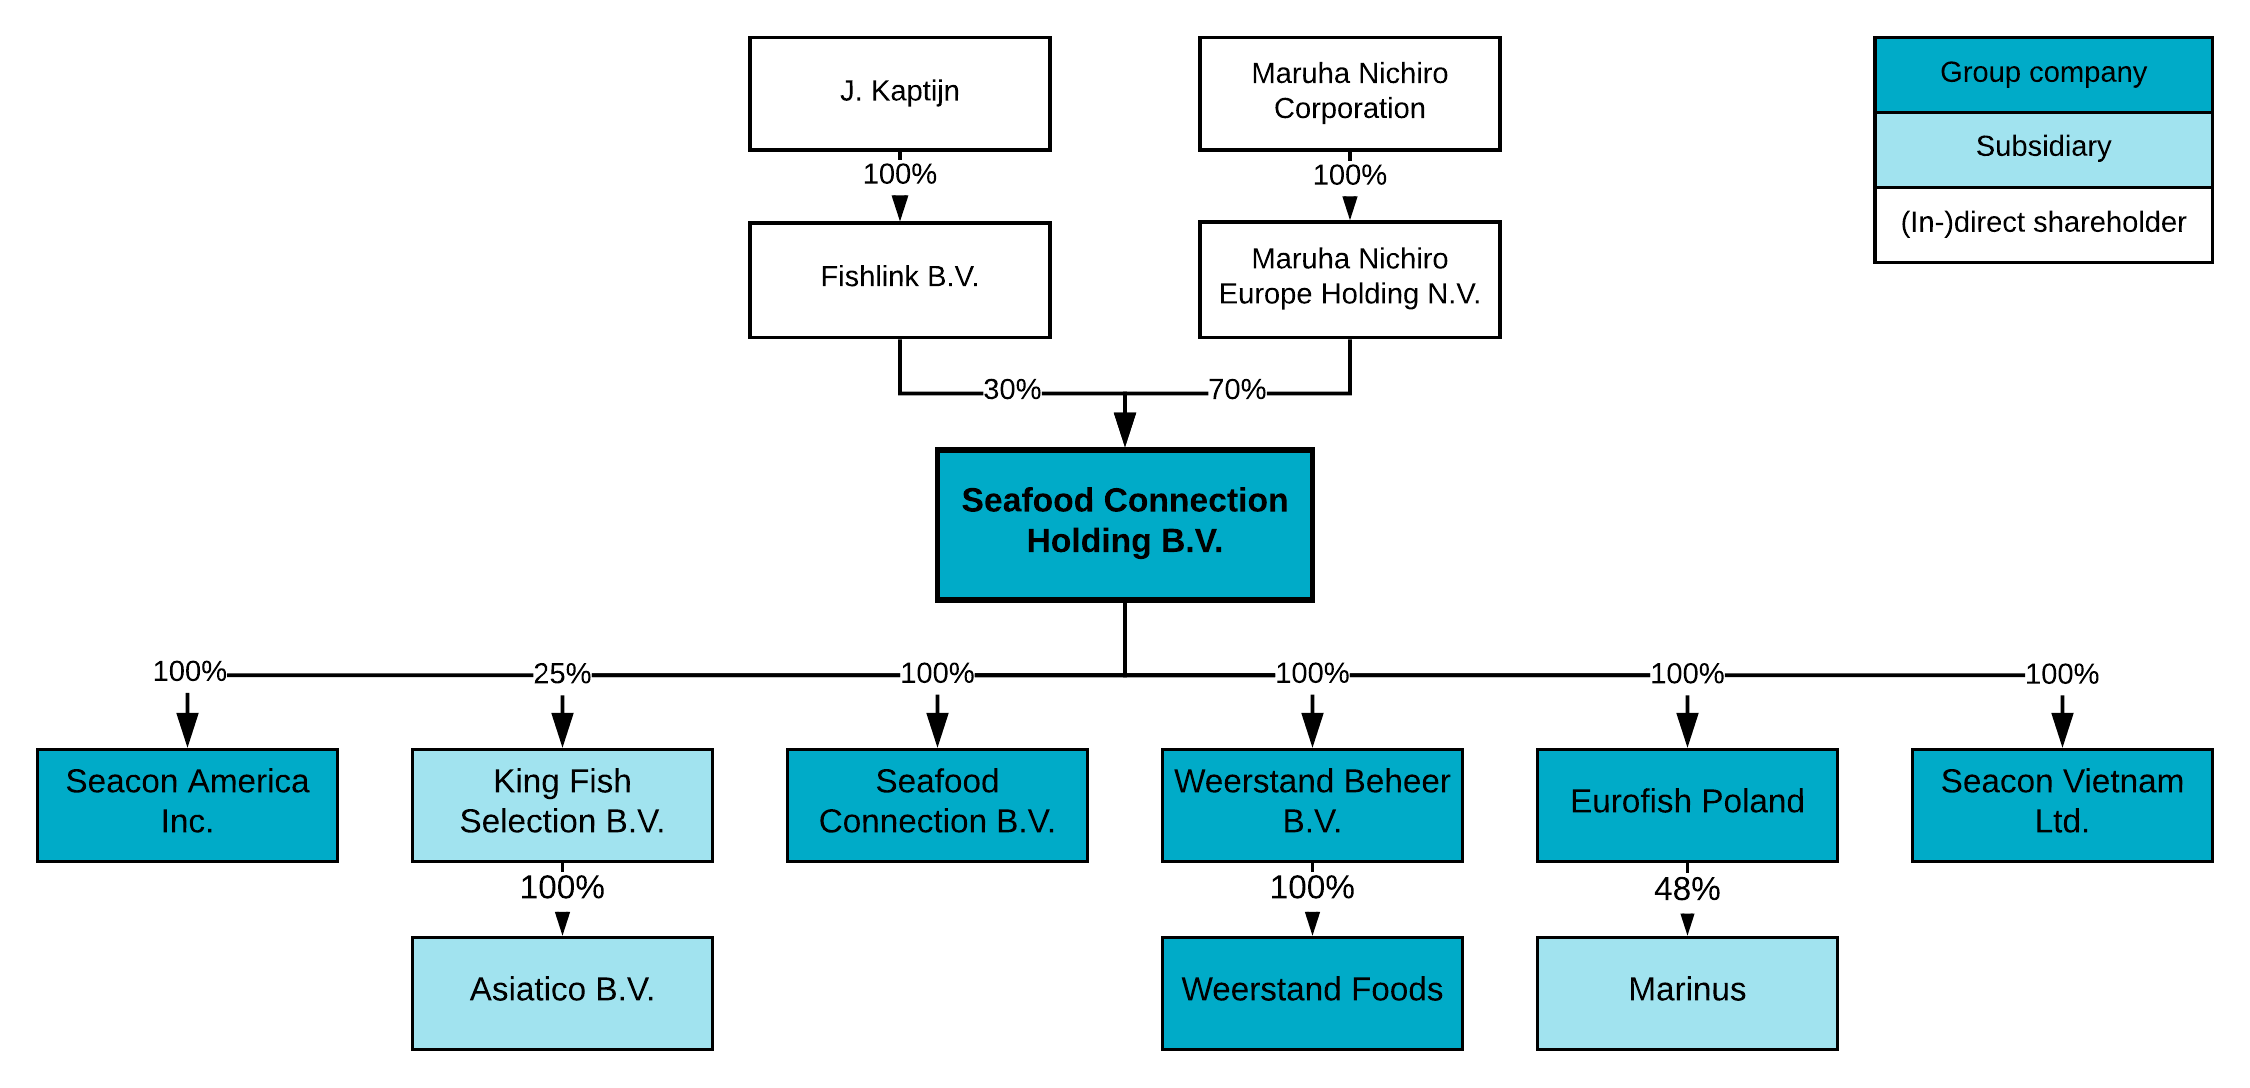 J. Kaptijn
Maruha Nichiro
Corporation
Group company
Subsidiary
(In-)direct shareholder
100%
100%
Fishlink B.V.
Maruha Nichiro
Europe Holding N.V.
30%
70%
Seafood Connection
Holding B.V.
100%
25%
100%
100%
100%
100%
Seacon America
Inc.
King Fish
Selection B.V.
Seafood
Connection B.V.
Weerstand Beheer
B.V.
Eurofish Poland
Seacon Vietnam
Ltd.
100%
100%
48%
Asiatico B.V.
Weerstand Foods
Marinus